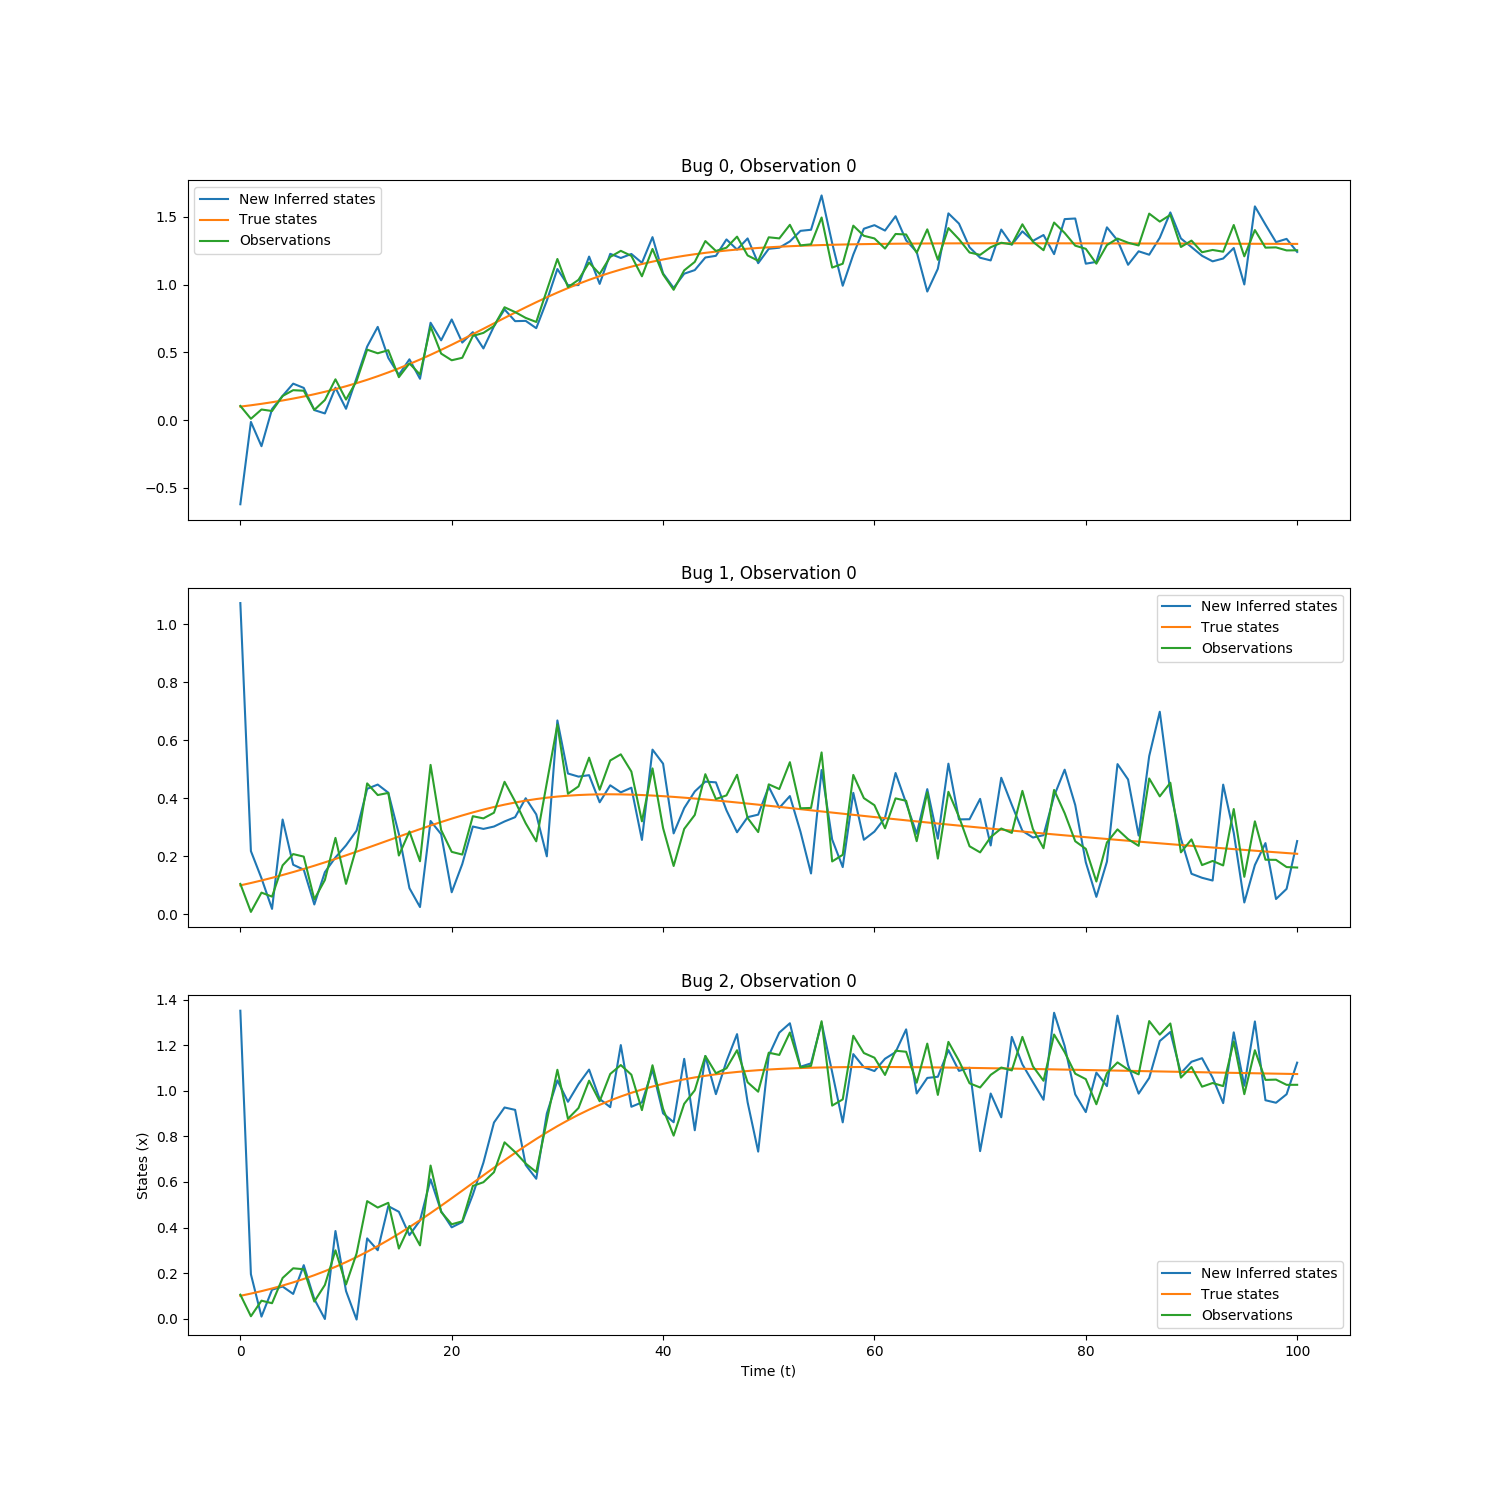 Bug 0, Observation 0
New Inferred states
True states
Observations
1.5
1.0
0.5
0.0
−0.5
Bug 1, Observation 0
New Inferred states
True states
Observations
1.0
0.8
0.6
0.4
0.2
0.0
Bug 2, Observation 0
1.4
1.2
1.0
0.8
0.6
0.4
0.2
0.0
States (x)
New Inferred states
True states
Observations
0 20 40 60 80 100
Time (t)